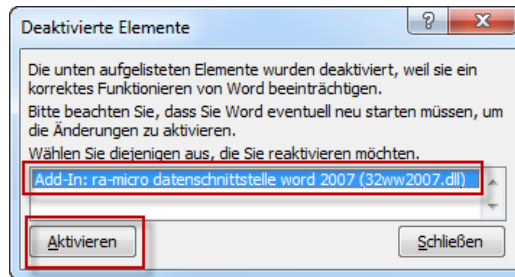 Deaktivierte Elemente
?
Die unten aufgelisteten Elemente wurden deaktiviert, weil sie ein
korrektes Funktionieren von Word beeinträchtigen.
Bitte beachten Sie, dass Sie Word eventuell neu starten müssen, um
die Änderungen zu aktivieren.
Wählen Sie diejenigen aus, die Sie reaktivieren möchten.
Add-In: ra-micro datenschnittstelle word 2007 (32ww2007.dll)
Aktivieren
Schließen